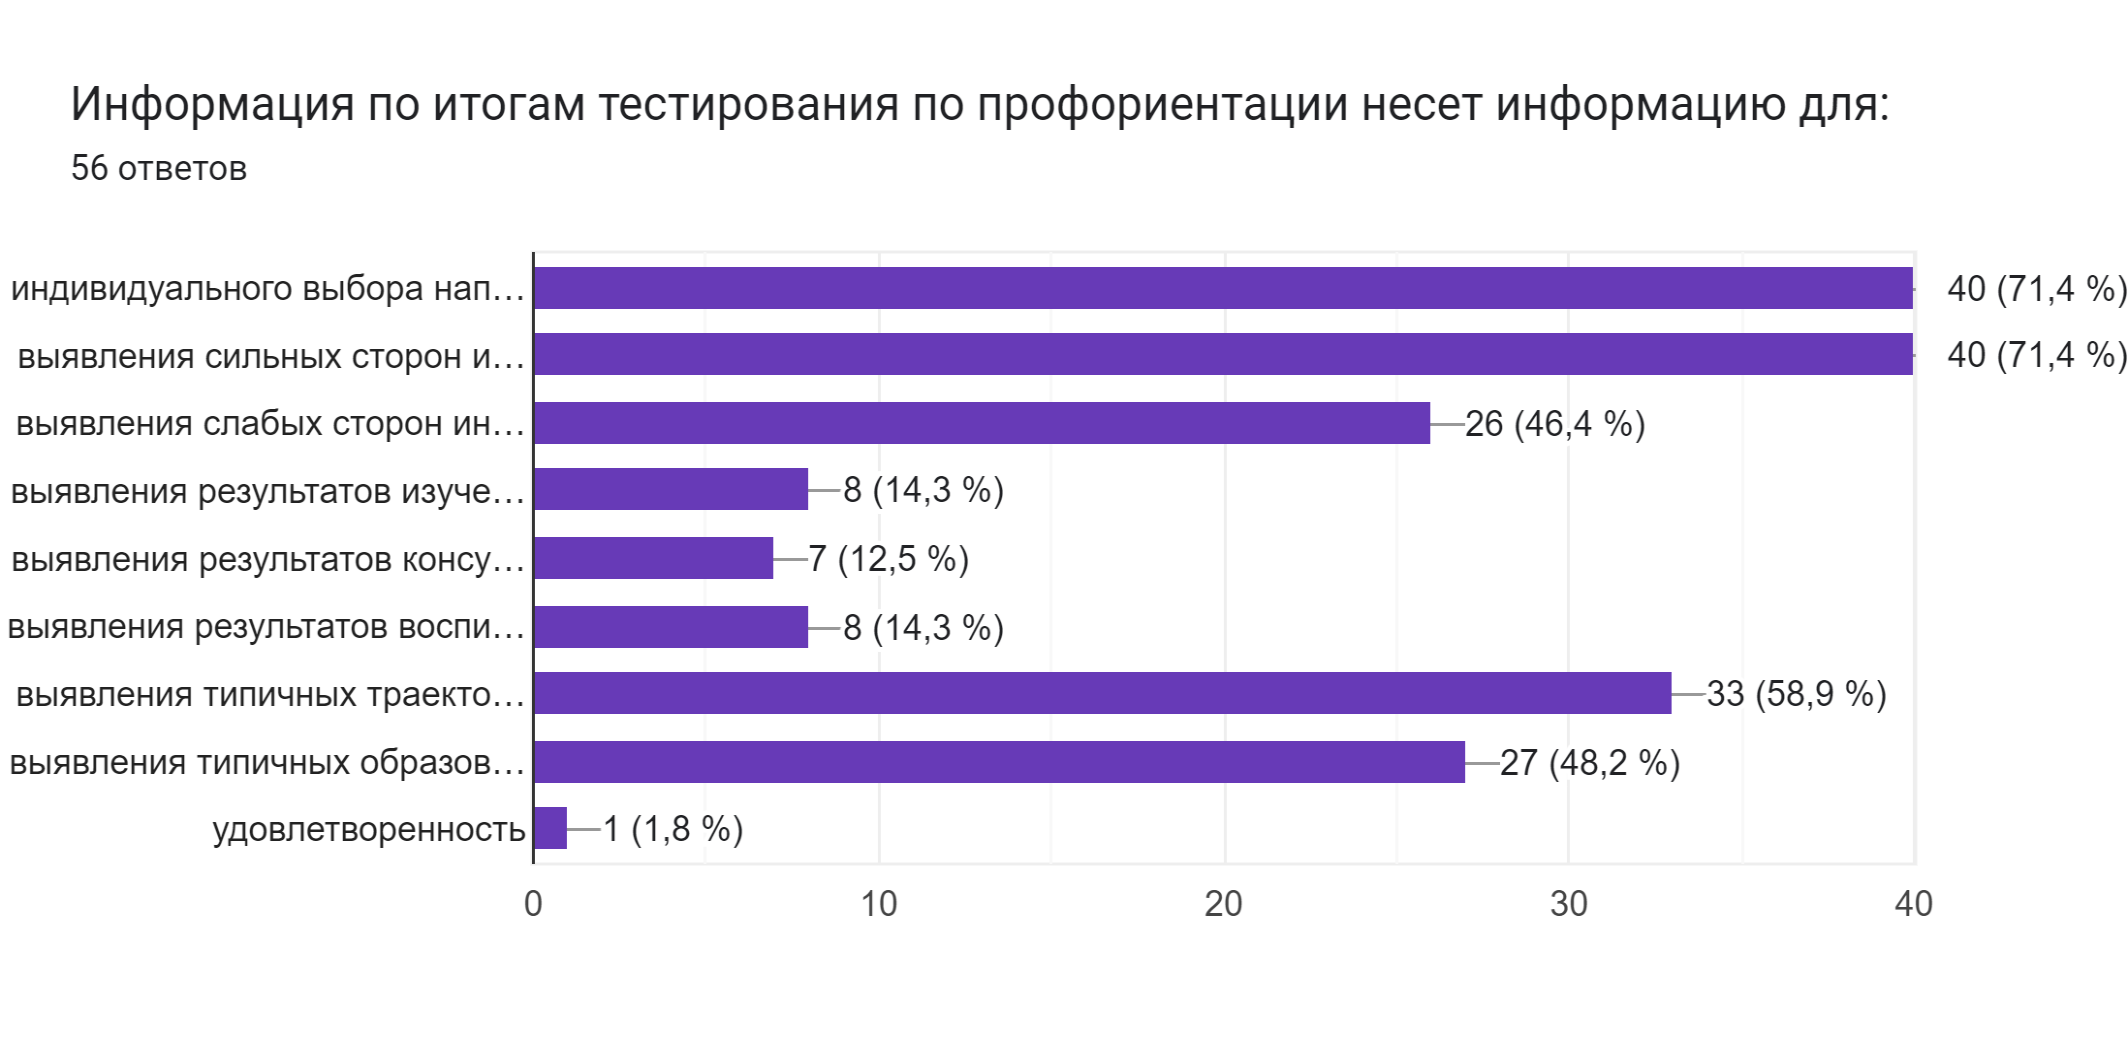 Информация по итогам тестирования по профориентации несет информацию для:
56 ответов
индивидуального выбора нап… 40 (71,4 %)
выявления сильных сторон и… 40 (71,4 %)
выявления слабых сторон ин… 26 (46,4 %)
выявления результатов изуче… 8 (14,3 %)
выявления результатов консу… 7 (12,5 %)
выявления результатов воспи… 8 (14,3 %)
выявления типичных траекто… 33 (58,9 %)
выявления типичных образов… 27 (48,2 %)
удовлетворенность 1 (1,8 %)
0 10 20 30 40